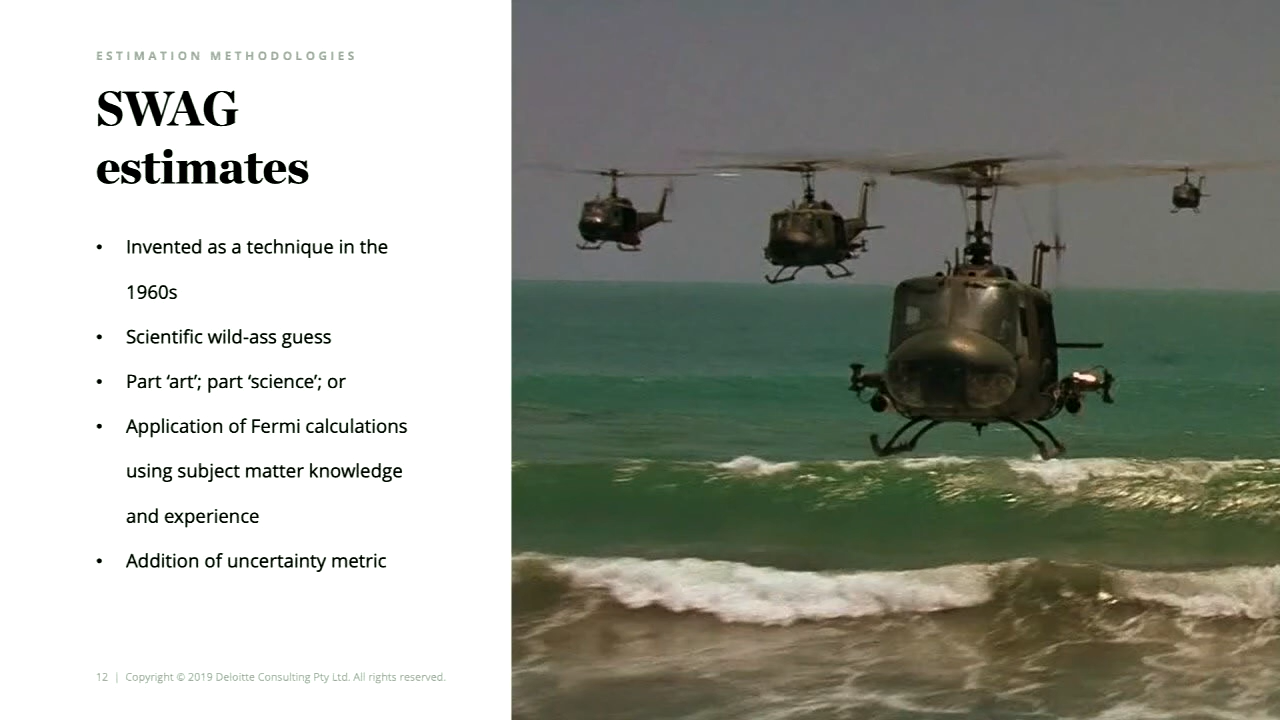 ESTIMATION METHODOLOGIES
SWAG
estimates
• Invented as a technique in the
1960s
• Scientific wild-ass guess
• Part ‘art’; part ‘science’; or
• Application of Fermi calculations
using subject matter knowledge
and experience
• Addition of uncertainty metric
12 | Copyright © 2019 Deloitte Consulting Pty Ltd. All rights reserved.